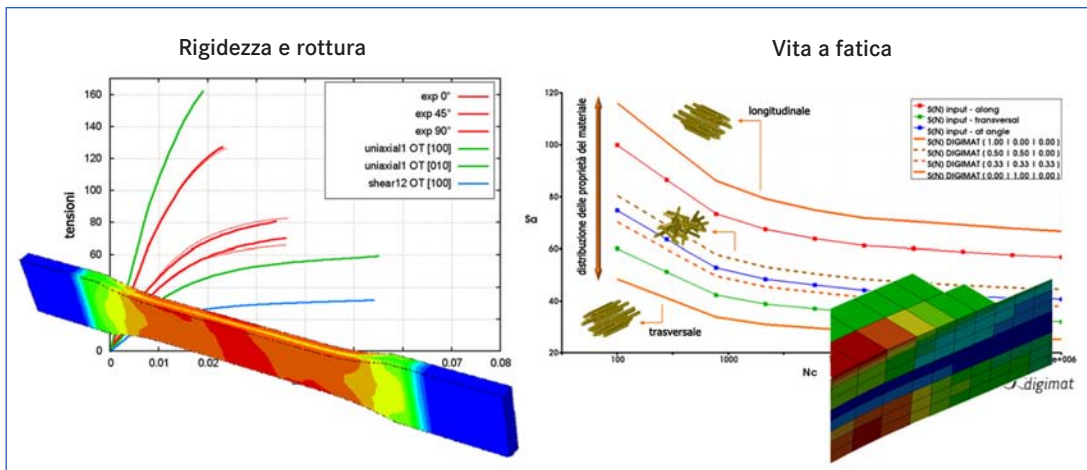 Rigidezza e rottura
160
140
120
100
80
60
0
0
0.01
0.02
0.07
0.08
tensioni
exp 0°
exp 45°
exp 90°
uniaxial1 OT [100]
uniaxial1 OT [010]
shear12 OT [100]
Vita a fatica
120
100
80
60
40
20
100
1000
e+006
Sa
Nc
distribuzione delle proprietà del materiale
longitudinale
trasversale
S(N) input - along
S(N) input - transversal
S(N) input - at angle
S(N) DIGIMAT ( 1.00 | 0.00 | 0.00 )
S(N) DIGIMAT ( 0.50 | 0.50 | 0.00 )
S(N) DIGIMAT ( 0.33 | 0.33 | 0.33 )
S(N) DIGIMAT ( 0.00 | 1.00 | 0.00 )
digimat